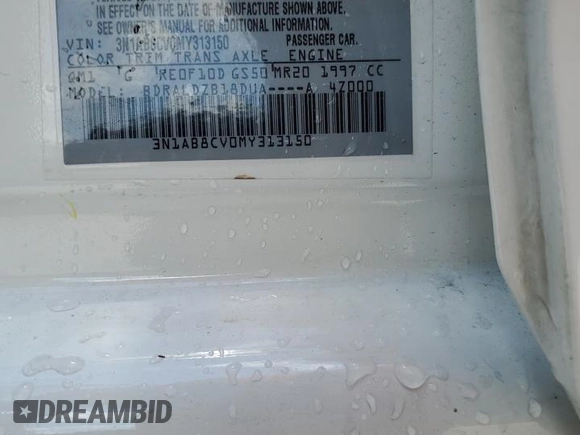 IN EFFECT ON THE DATE OF MANUFACTURE SHOWN ABOVE.
* SEE OWNER'S MANUAL FOR ADDITIONAL INFORMATION
VIN: 3N1AB8CV0MY313150 PASSENGER CAR.
COLOR TRIM TRANS AXLE ENGINE
QM1 G RE0F10D GS50 MR20 1997 CC
MODEL: BDRALDZB18DUA----A 4Z000
3N1AB8CV0MY313150
DREAMBID